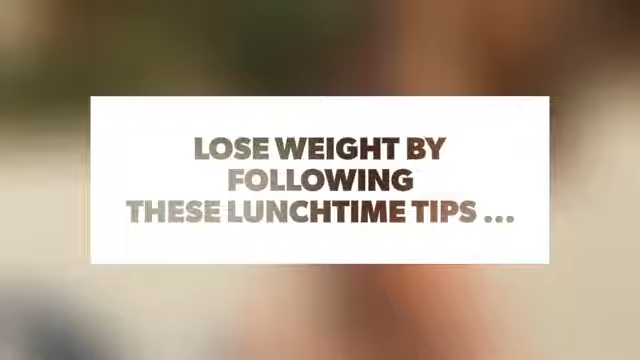 LOSE WEIGHT BY
FOLLOWING
THESE LUNCHTIME TIPS ...